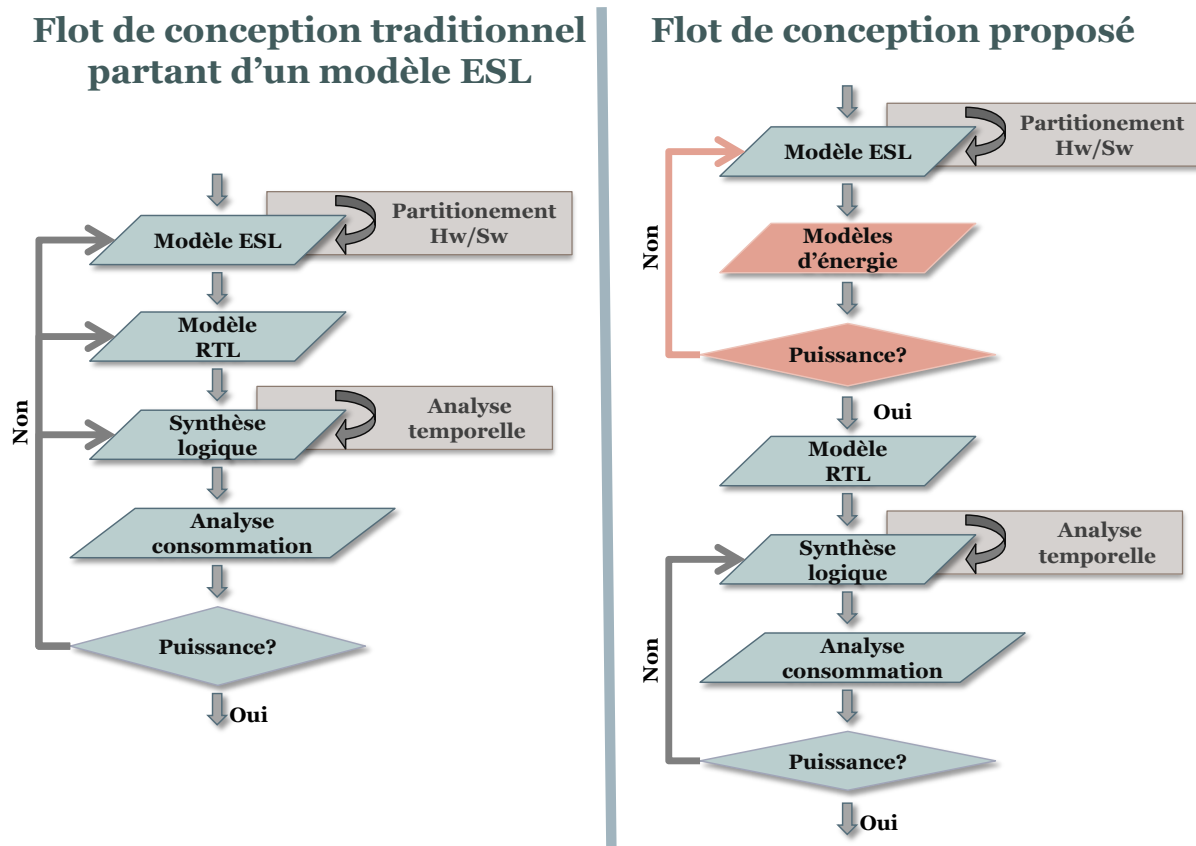 Flot de conception traditionnel
partant d’un modèle ESL
Modèle ESL
Partitionement
Hw/Sw
Modèle
RTL
Synthèse
logique
Analyse
temporelle
Non
Analyse
consommation
Puissance?
Oui
Flot de conception proposé
Modèle ESL
Partitionement
Hw/Sw
Modèles
d’énergie
Non
Puissance?
Oui
Modèle
RTL
Synthèse
logique
Analyse
temporelle
Non
Analyse
consommation
Puissance?
Oui